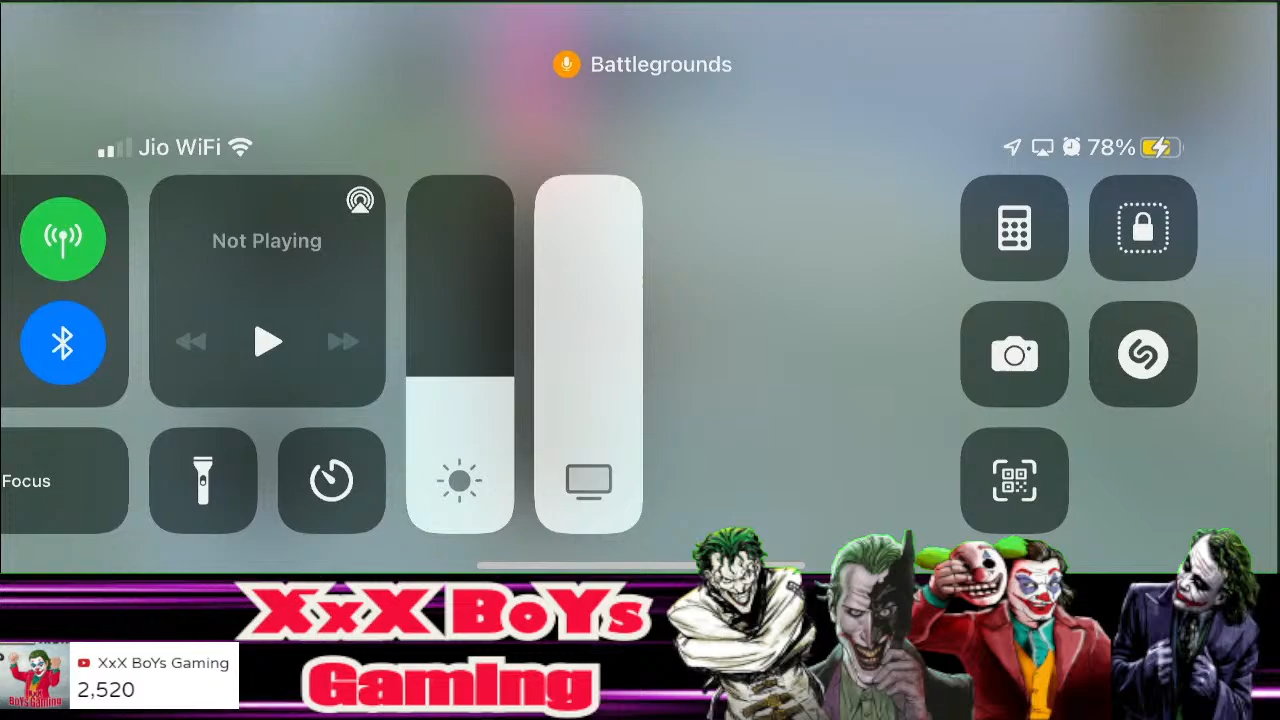 Battlegrounds
Jio WiFi
78%
Not Playing
Focus
XxX BoYs
Gaming
XxX BoYs Gaming
2,520